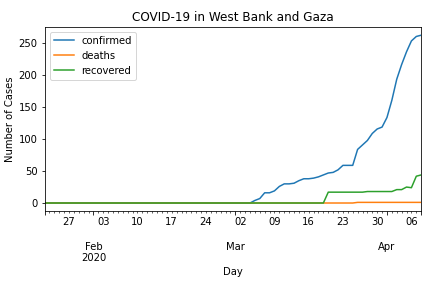 COVID-19 in West Bank and Gaza
confirmed
deaths
recovered
Number of Cases
250
200
150
100
50
0
27 03 10 17 24 02 09 16 23 30 06
Feb Mar Apr
2020
Day